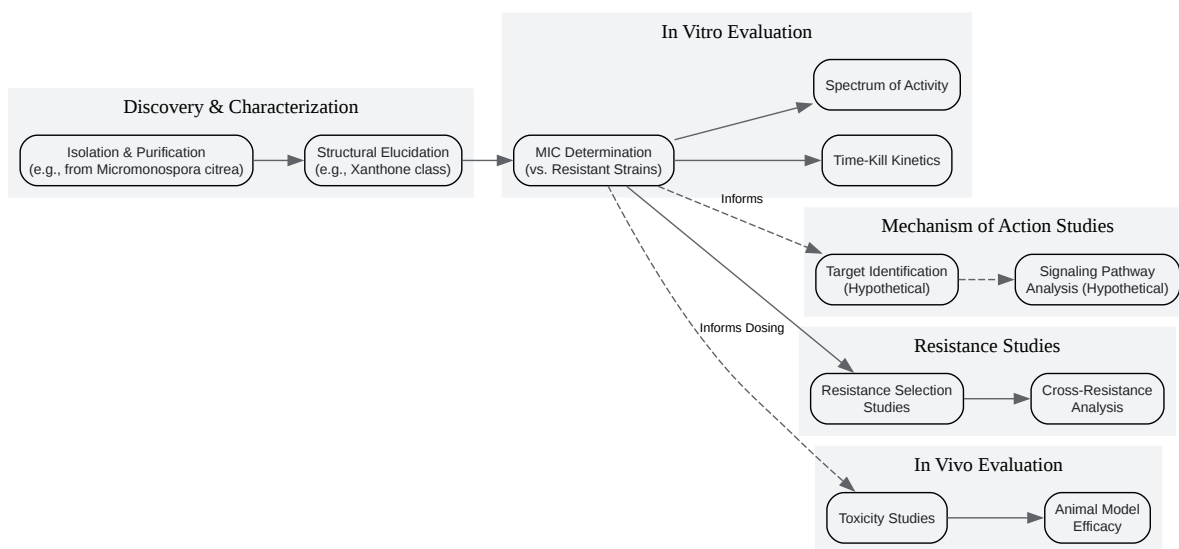 In Vitro Evaluation
Spectrum of Activity
Discovery & Characterization
Isolation & Purification
(e.g., from Micromonospora citrea)
Structural Elucidation
(e.g., Xanthone class)
MIC Determination
(vs. Resistant Strains)
Time-Kill Kinetics
Informs
Mechanism of Action Studies
Target Identification
(Hypothetical)
Signaling Pathway
Analysis (Hypothetical)
Informs Dosing
Resistance Studies
Resistance Selection
Studies
Cross-Resistance
Analysis
In Vivo Evaluation
Toxicity Studies
Animal Model
Efficacy